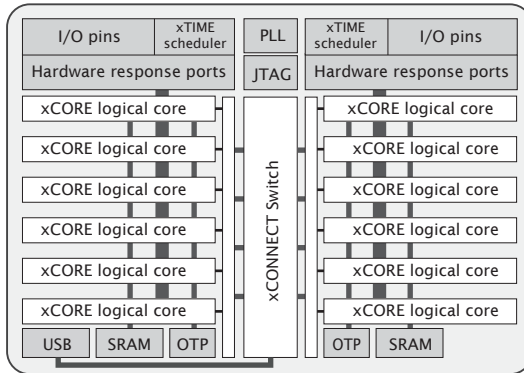 I/O pins
xTIME
scheduler
PLL
xTIME
scheduler
I/O pins
Hardware response ports
JTAG
Hardware response ports
xCORE logical core
xCORE logical core
xCORE logical core
xCORE logical core
xCORE logical core
xCORE logical core
xCONNECT Switch
xCORE logical core
xCORE logical core
xCORE logical core
xCORE logical core
xCORE logical core
xCORE logical core
USB
SRAM
OTP
OTP
SRAM